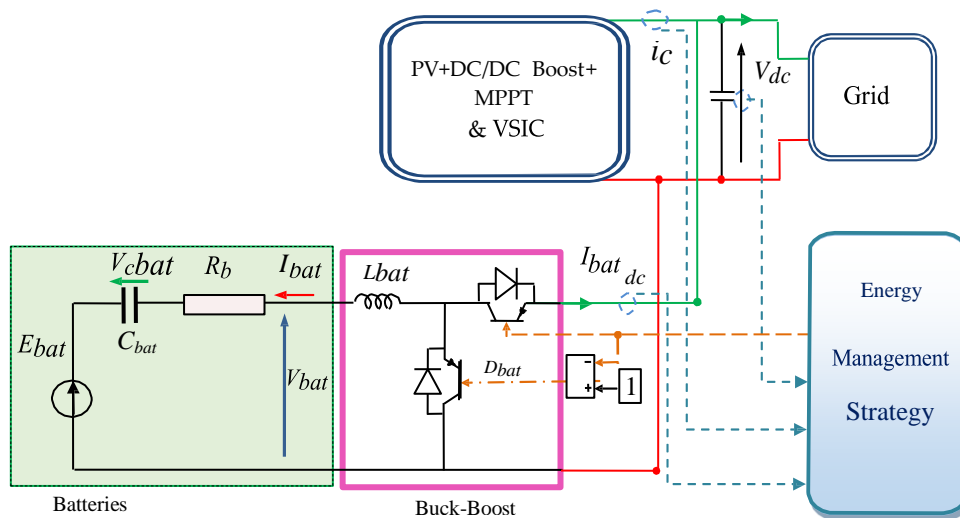 PV+DC/DC Boost+
MPPT
& VSIC
ic
Vdc
Grid
Vcbat
Rb
Ibat
Lbat
Ibat dc
Cbat
Ebat
Vbat
Dbat
-
+
1
Energy
Management
Strategy
Batteries
Buck-Boost